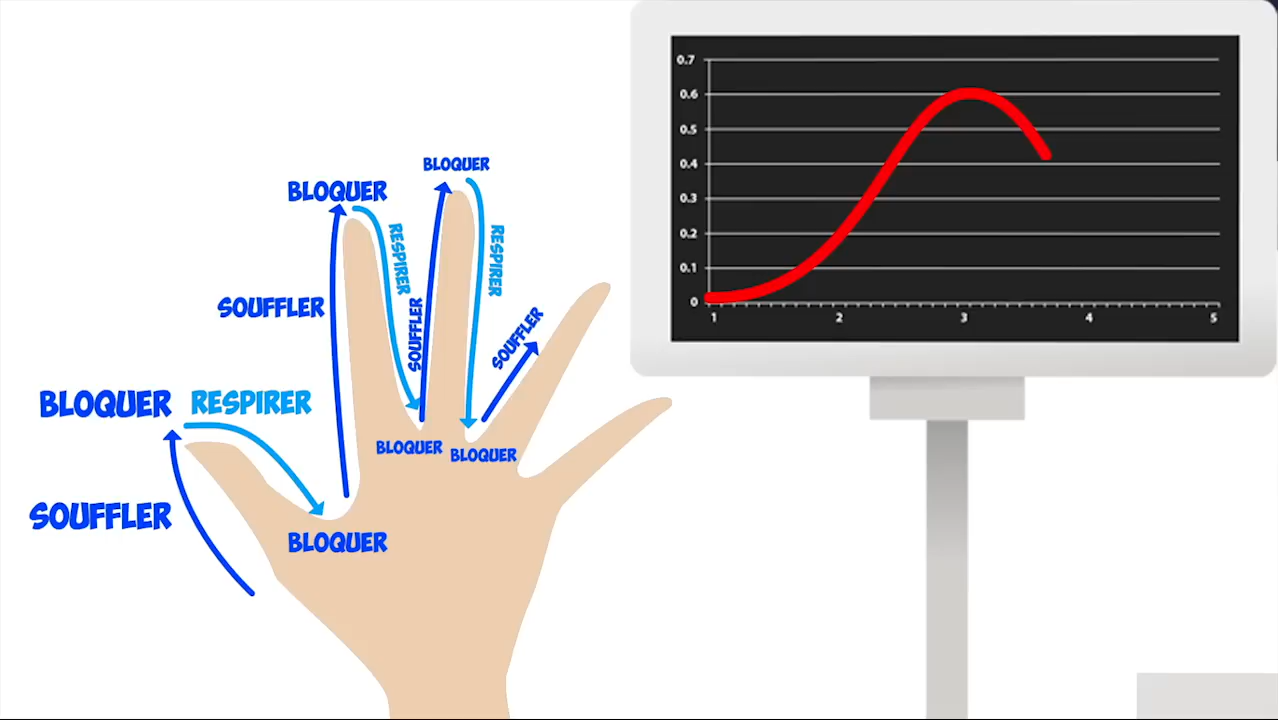 BLOQUER
BLOQUER
RESPIRER
RESPIRER
SOUFFLER
SOUFFLER
SOUFFLER
BLOQUER
RESPIRER
BLOQUER
BLOQUER
SOUFFLER
BLOQUER
0.7
0.6
0.5
0.4
0.3
0.2
0.1
0
1 2 3 4 5